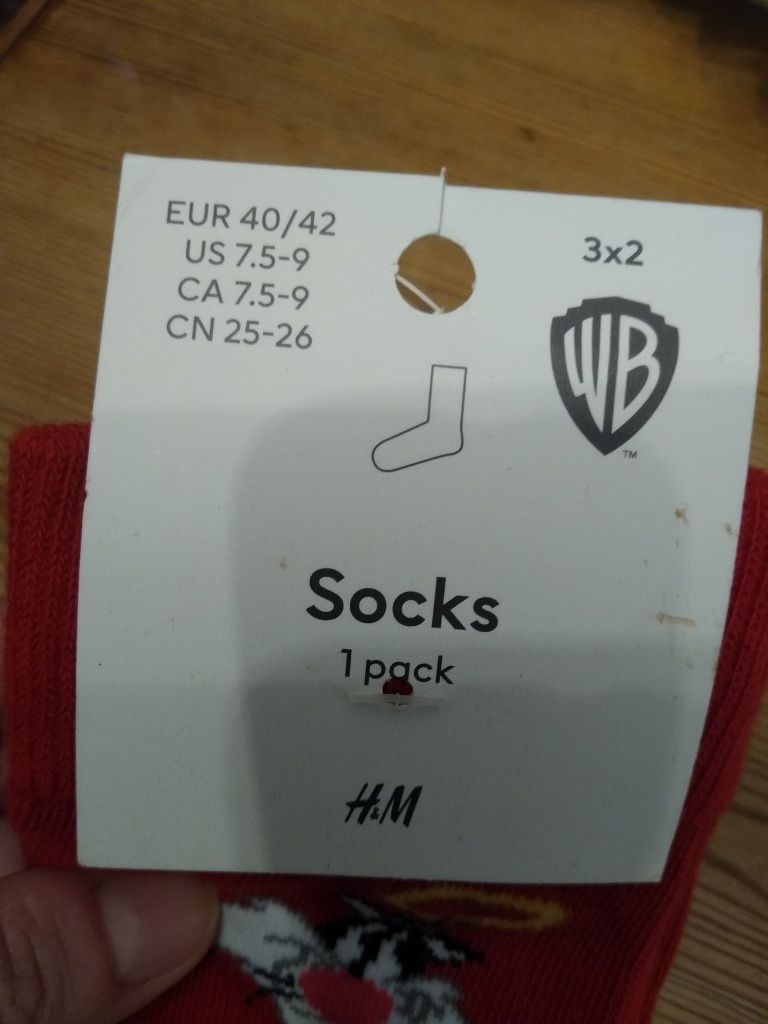 EUR 40/42
US 7.5-9
CA 7.5-9
CN 25-26
3x2
WB
TM
Socks
1 pack
H&M